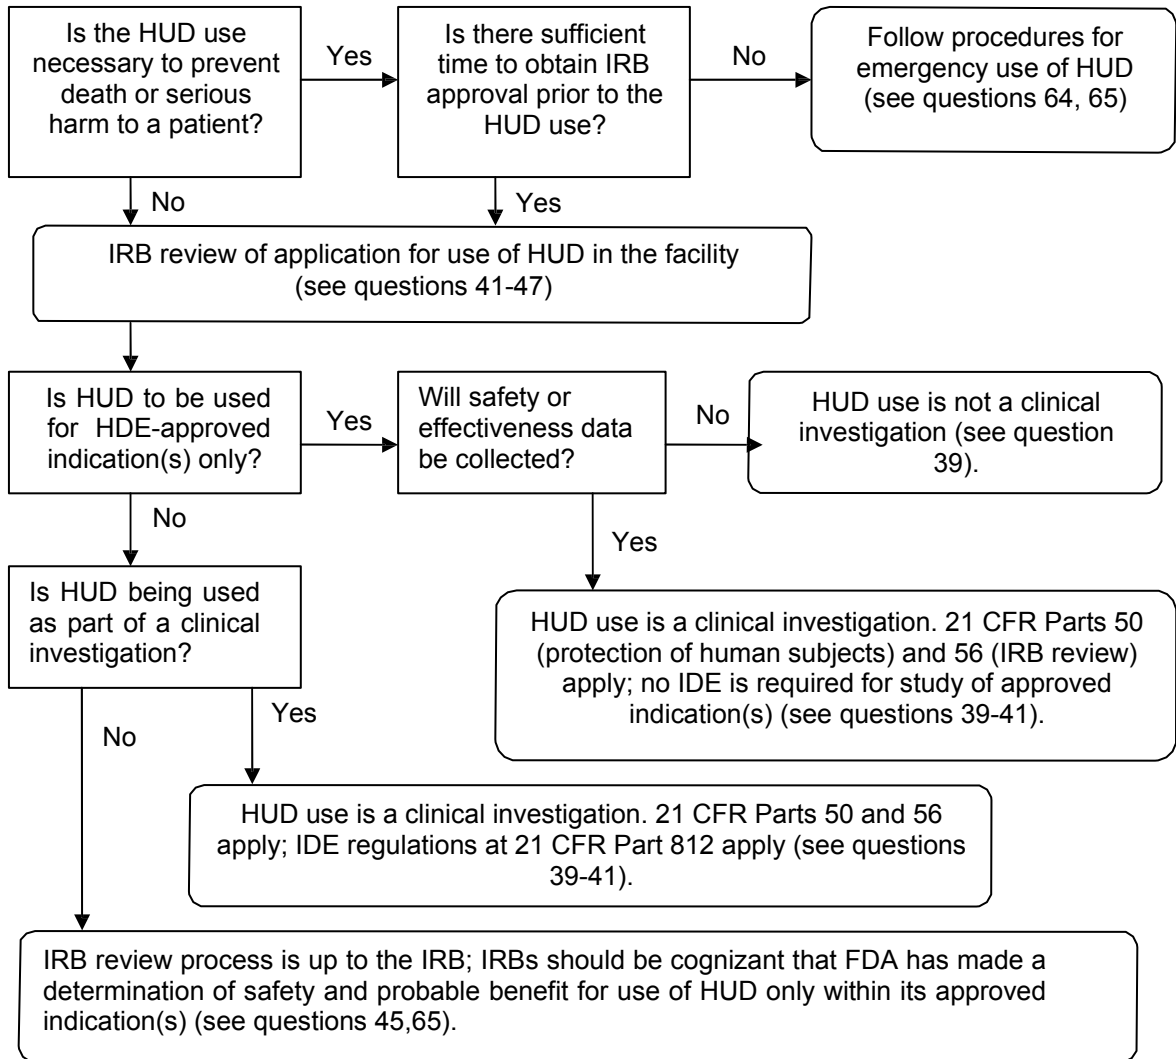 Is the HUD use
necessary to prevent
death or serious
harm to a patient?
Yes
Is there sufficient
time to obtain IRB
approval prior to the
HUD use?
No
Follow procedures for
emergency use of HUD
(see questions 64, 65)
No
Yes
IRB review of application for use of HUD in the facility
(see questions 41-47)
Is HUD to be used
for HDE-approved
indication(s) only?
Yes
Will safety or
effectiveness data
be collected?
No
HUD use is not a clinical
investigation (see question
39).
No
Yes
Is HUD being used
as part of a clinical
investigation?
HUD use is a clinical investigation. 21 CFR Parts 50
(protection of human subjects) and 56 (IRB review)
apply; no IDE is required for study of approved
indication(s) (see questions 39-41).
No
Yes
HUD use is a clinical investigation. 21 CFR Parts 50 and 56
apply; IDE regulations at 21 CFR Part 812 apply (see questions
39-41).
IRB review process is up to the IRB; IRBs should be cognizant that FDA has made a
determination of safety and probable benefit for use of HUD only within its approved
indication(s) (see questions 45,65).